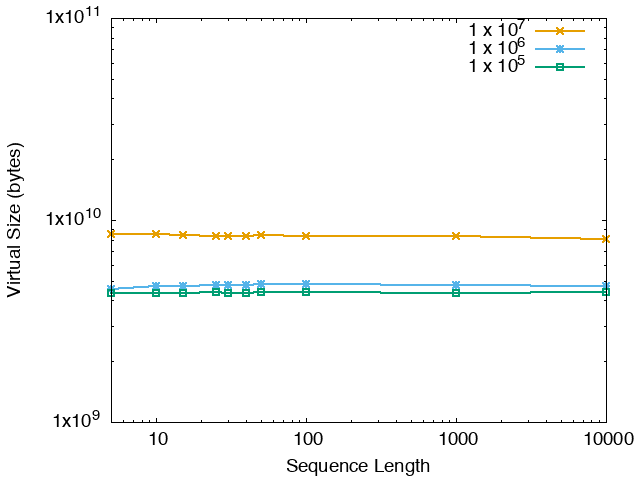 1x10^11
1 x 10^7
1 x 10^6
1 x 10^5
Virtual Size (bytes)
1x10^10
1x10^9
10 100 1000 10000
Sequence Length